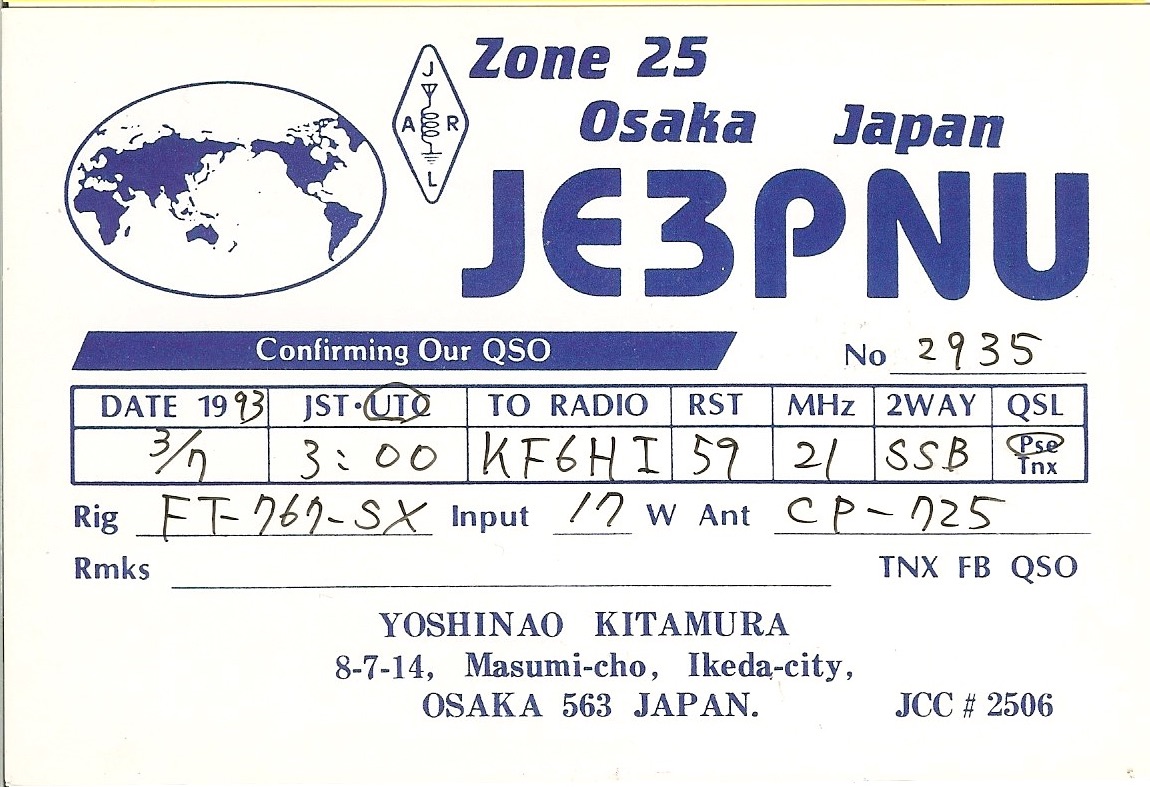 Zone 25
J
A R
L
Osaka Japan
JE3PNU
Confirming Our QSO No 2935
DATE 1993 JST・UTC TO RADIO RST MHz 2WAY QSL
3/7 3:00 KF6HI 59 21 SSB Pse
Tnx
Rig FT-767-SX Input 17 W Ant CP-725
Rmks TNX FB QSO
YOSHINAO KITAMURA
8-7-14, Masumi-cho, Ikeda-city,
OSAKA 563 JAPAN. JCC # 2506